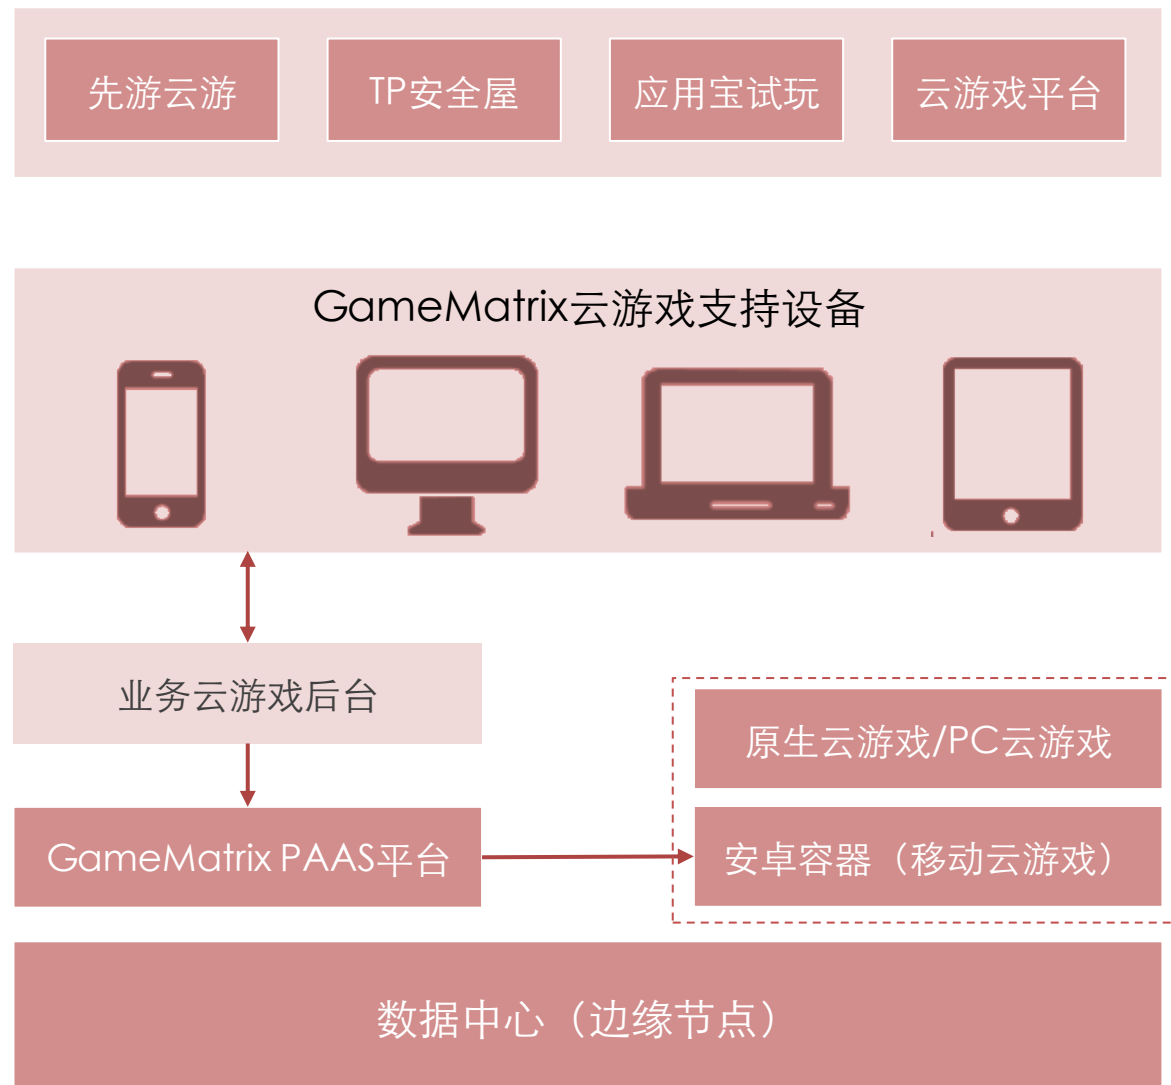 先游云游
TP安全屋
应用宝试玩
云游戏平台
GameMatrix云游戏支持设备
业务云游戏后台
原生云游戏/PC云游戏
GameMatrix PAAS平台
安卓容器（移动云游戏）
数据中心（边缘节点）